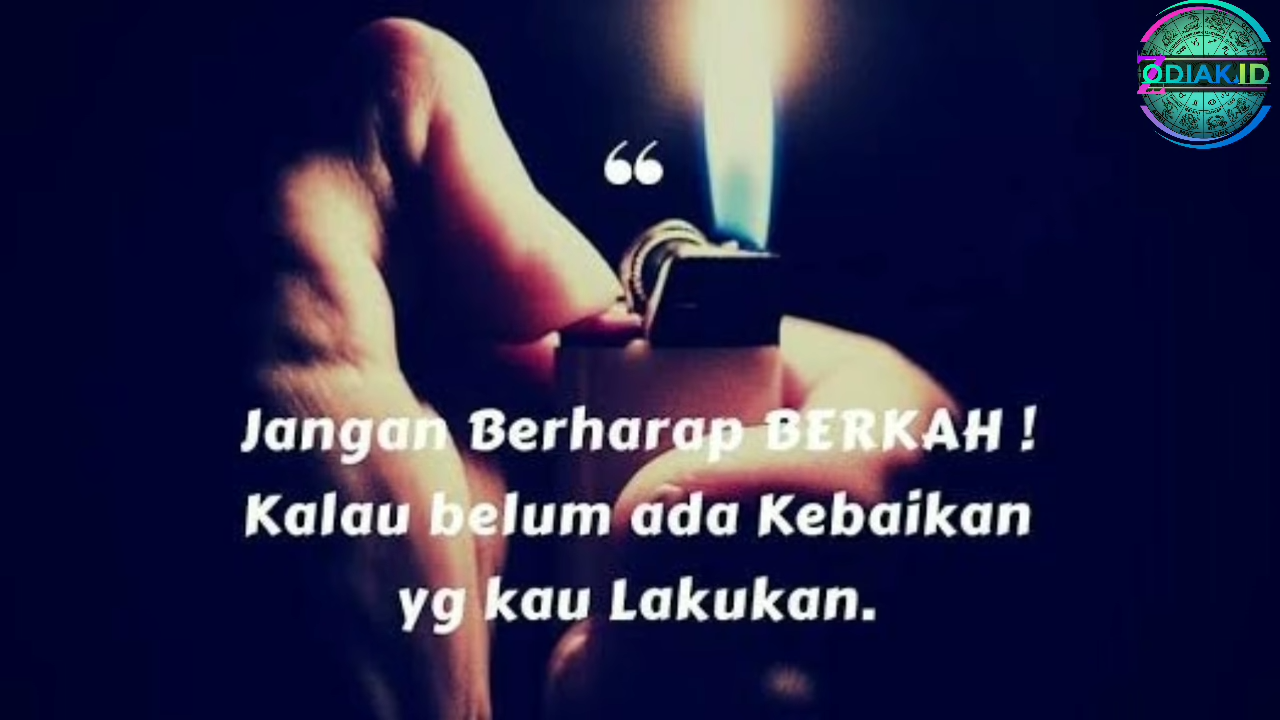 ZODIAK.ID
“
Jangan Berharap BERKAH !
Kalau belum ada Kebaikan
yg kau Lakukan.